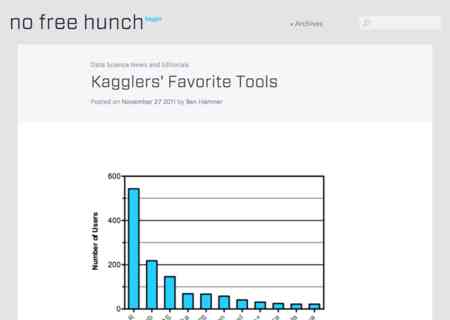 no free hunch kaggle
• Archives
Data Science News and Editorials
Kagglers' Favorite Tools
Posted on November 27 2011 by Ben Hamner
600
400
200
0
Number of Users
R